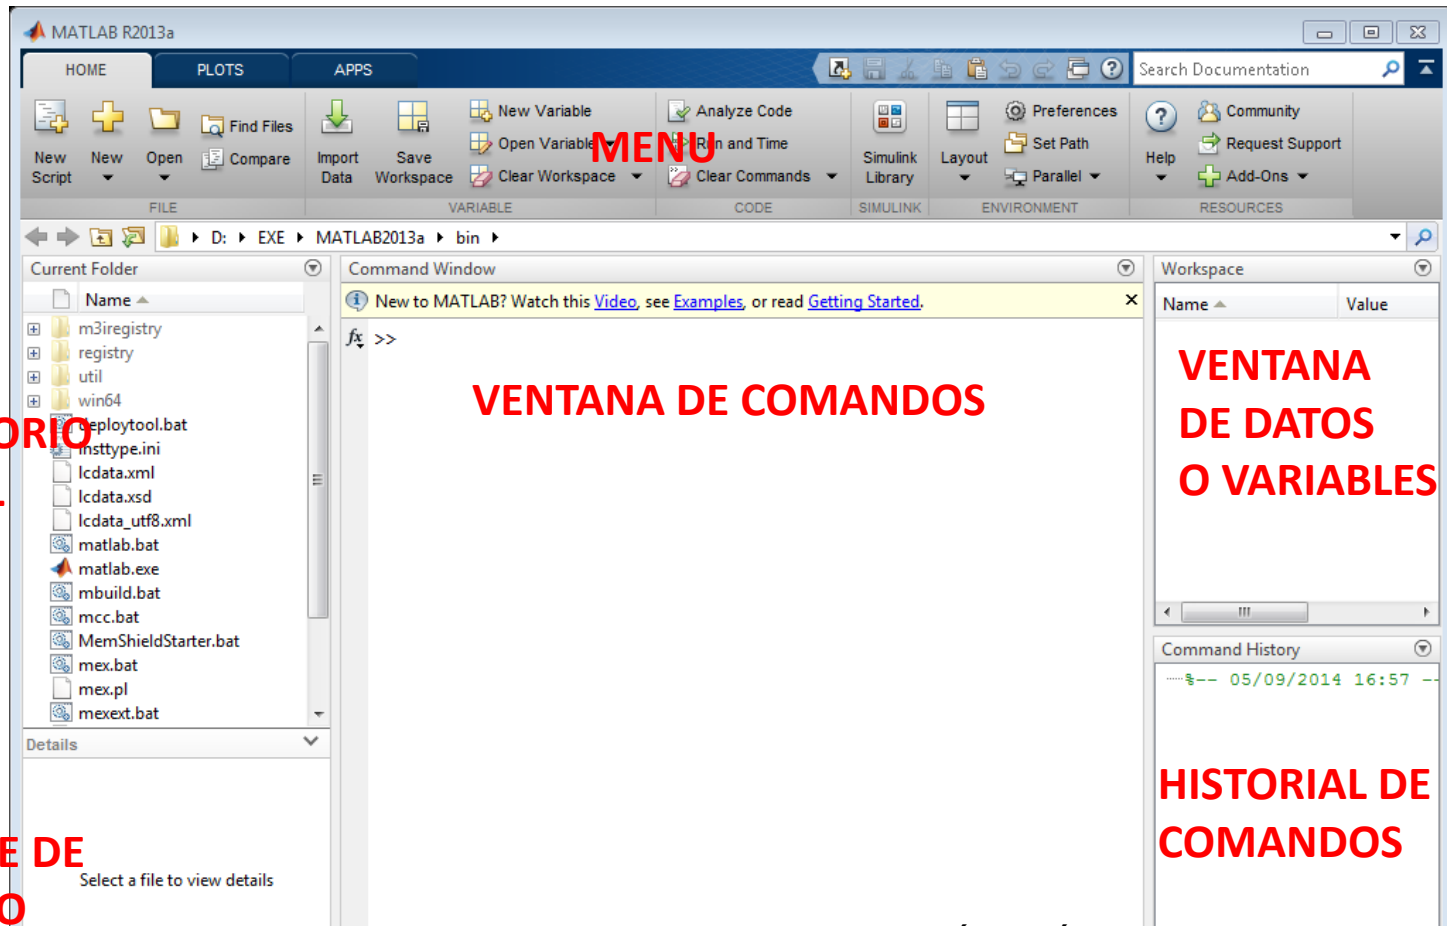 MATLAB R2013a
HOME PLOTS APPS Search Documentation
New Script
New
Open
Find Files
Compare
Import Data
Save Workspace
New Variable
Open Variable
Clear Workspace
Analyze Code
Run and Time
Clear Commands
MENU
Simulink Library
Layout
Preferences
Set Path
Parallel
Help
Community
Request Support
Add-Ons
FILE VARIABLE CODE SIMULINK ENVIRONMENT RESOURCES
D: EXE MATLAB2013a bin
Current Folder
Name
m3iregistry
registry
util
win64
deploytool.bat
ORIO
insttype.ini
lcdata.xml
lcdata.xsd
lcdata_utf8.xml
matlab.bat
matlab.exe
mbuild.bat
mcc.bat
MemShieldStarter.bat
mex.bat
mex.pl
mexext.bat
Details
E DE
Select a file to view details
O
Command Window
New to MATLAB? Watch this Video, see Examples, or read Getting Started.
fx >>
VENTANA DE COMANDOS
Workspace
Name Value
VENTANA
DE DATOS
O VARIABLES
Command History
%-- 05/09/2014 16:57 --
HISTORIAL DE
COMANDOS